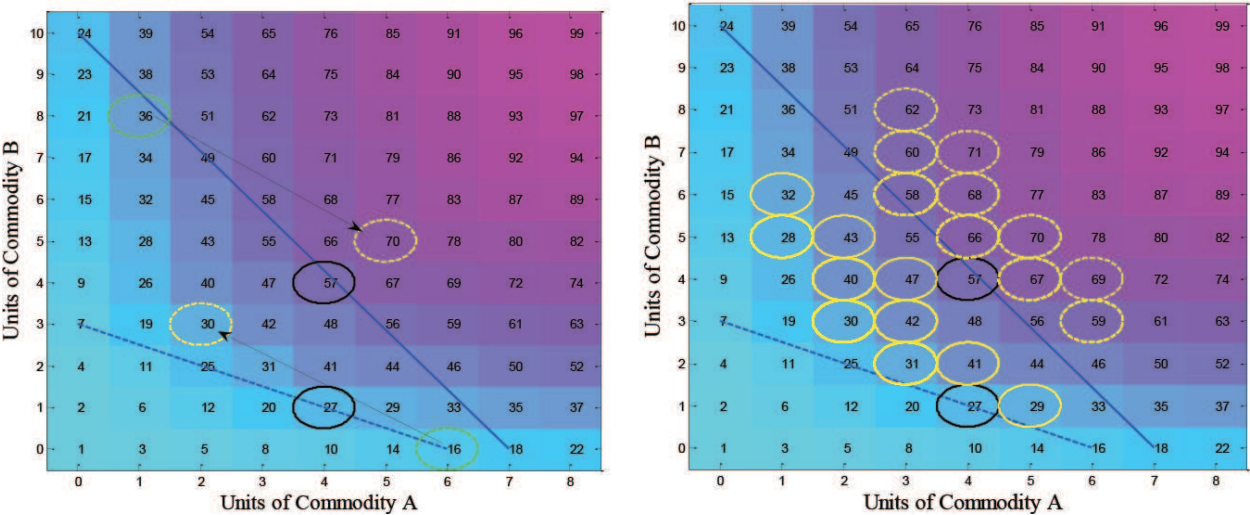 10 24 39 54 65 76 85 91 96 99
9 23 38 53 64 75 84 90 95 98
8 21 36 51 62 73 81 88 93 97
7 17 34 49 60 71 79 86 92 94
6 15 32 45 58 68 77 83 87 89
5 13 28 43 55 66 70 78 80 82
4 9 26 40 47 57 67 69 72 74
3 7 19 30 42 48 56 59 61 63
2 4 11 25 31 41 44 46 50 52
1 2 6 12 20 27 29 33 35 37
0 1 3 5 8 10 14 16 18 22
0 1 2 3 4 5 6 7 8
Units of Commodity A
Units of Commodity B
10 24 39 54 65 76 85 91 96 99
9 23 38 53 64 75 84 90 95 98
8 21 36 51 62 73 81 88 93 97
7 17 34 49 60 71 79 86 92 94
6 15 32 45 58 68 77 83 87 89
5 13 28 43 55 66 70 78 80 82
4 9 26 40 47 57 67 69 72 74
3 7 19 30 42 48 56 59 61 63
2 4 11 25 31 41 44 46 50 52
1 2 6 12 20 27 29 33 35 37
0 1 3 5 8 10 14 16 18 22
0 1 2 3 4 5 6 7 8
Units of Commodity A
Units of Commodity B